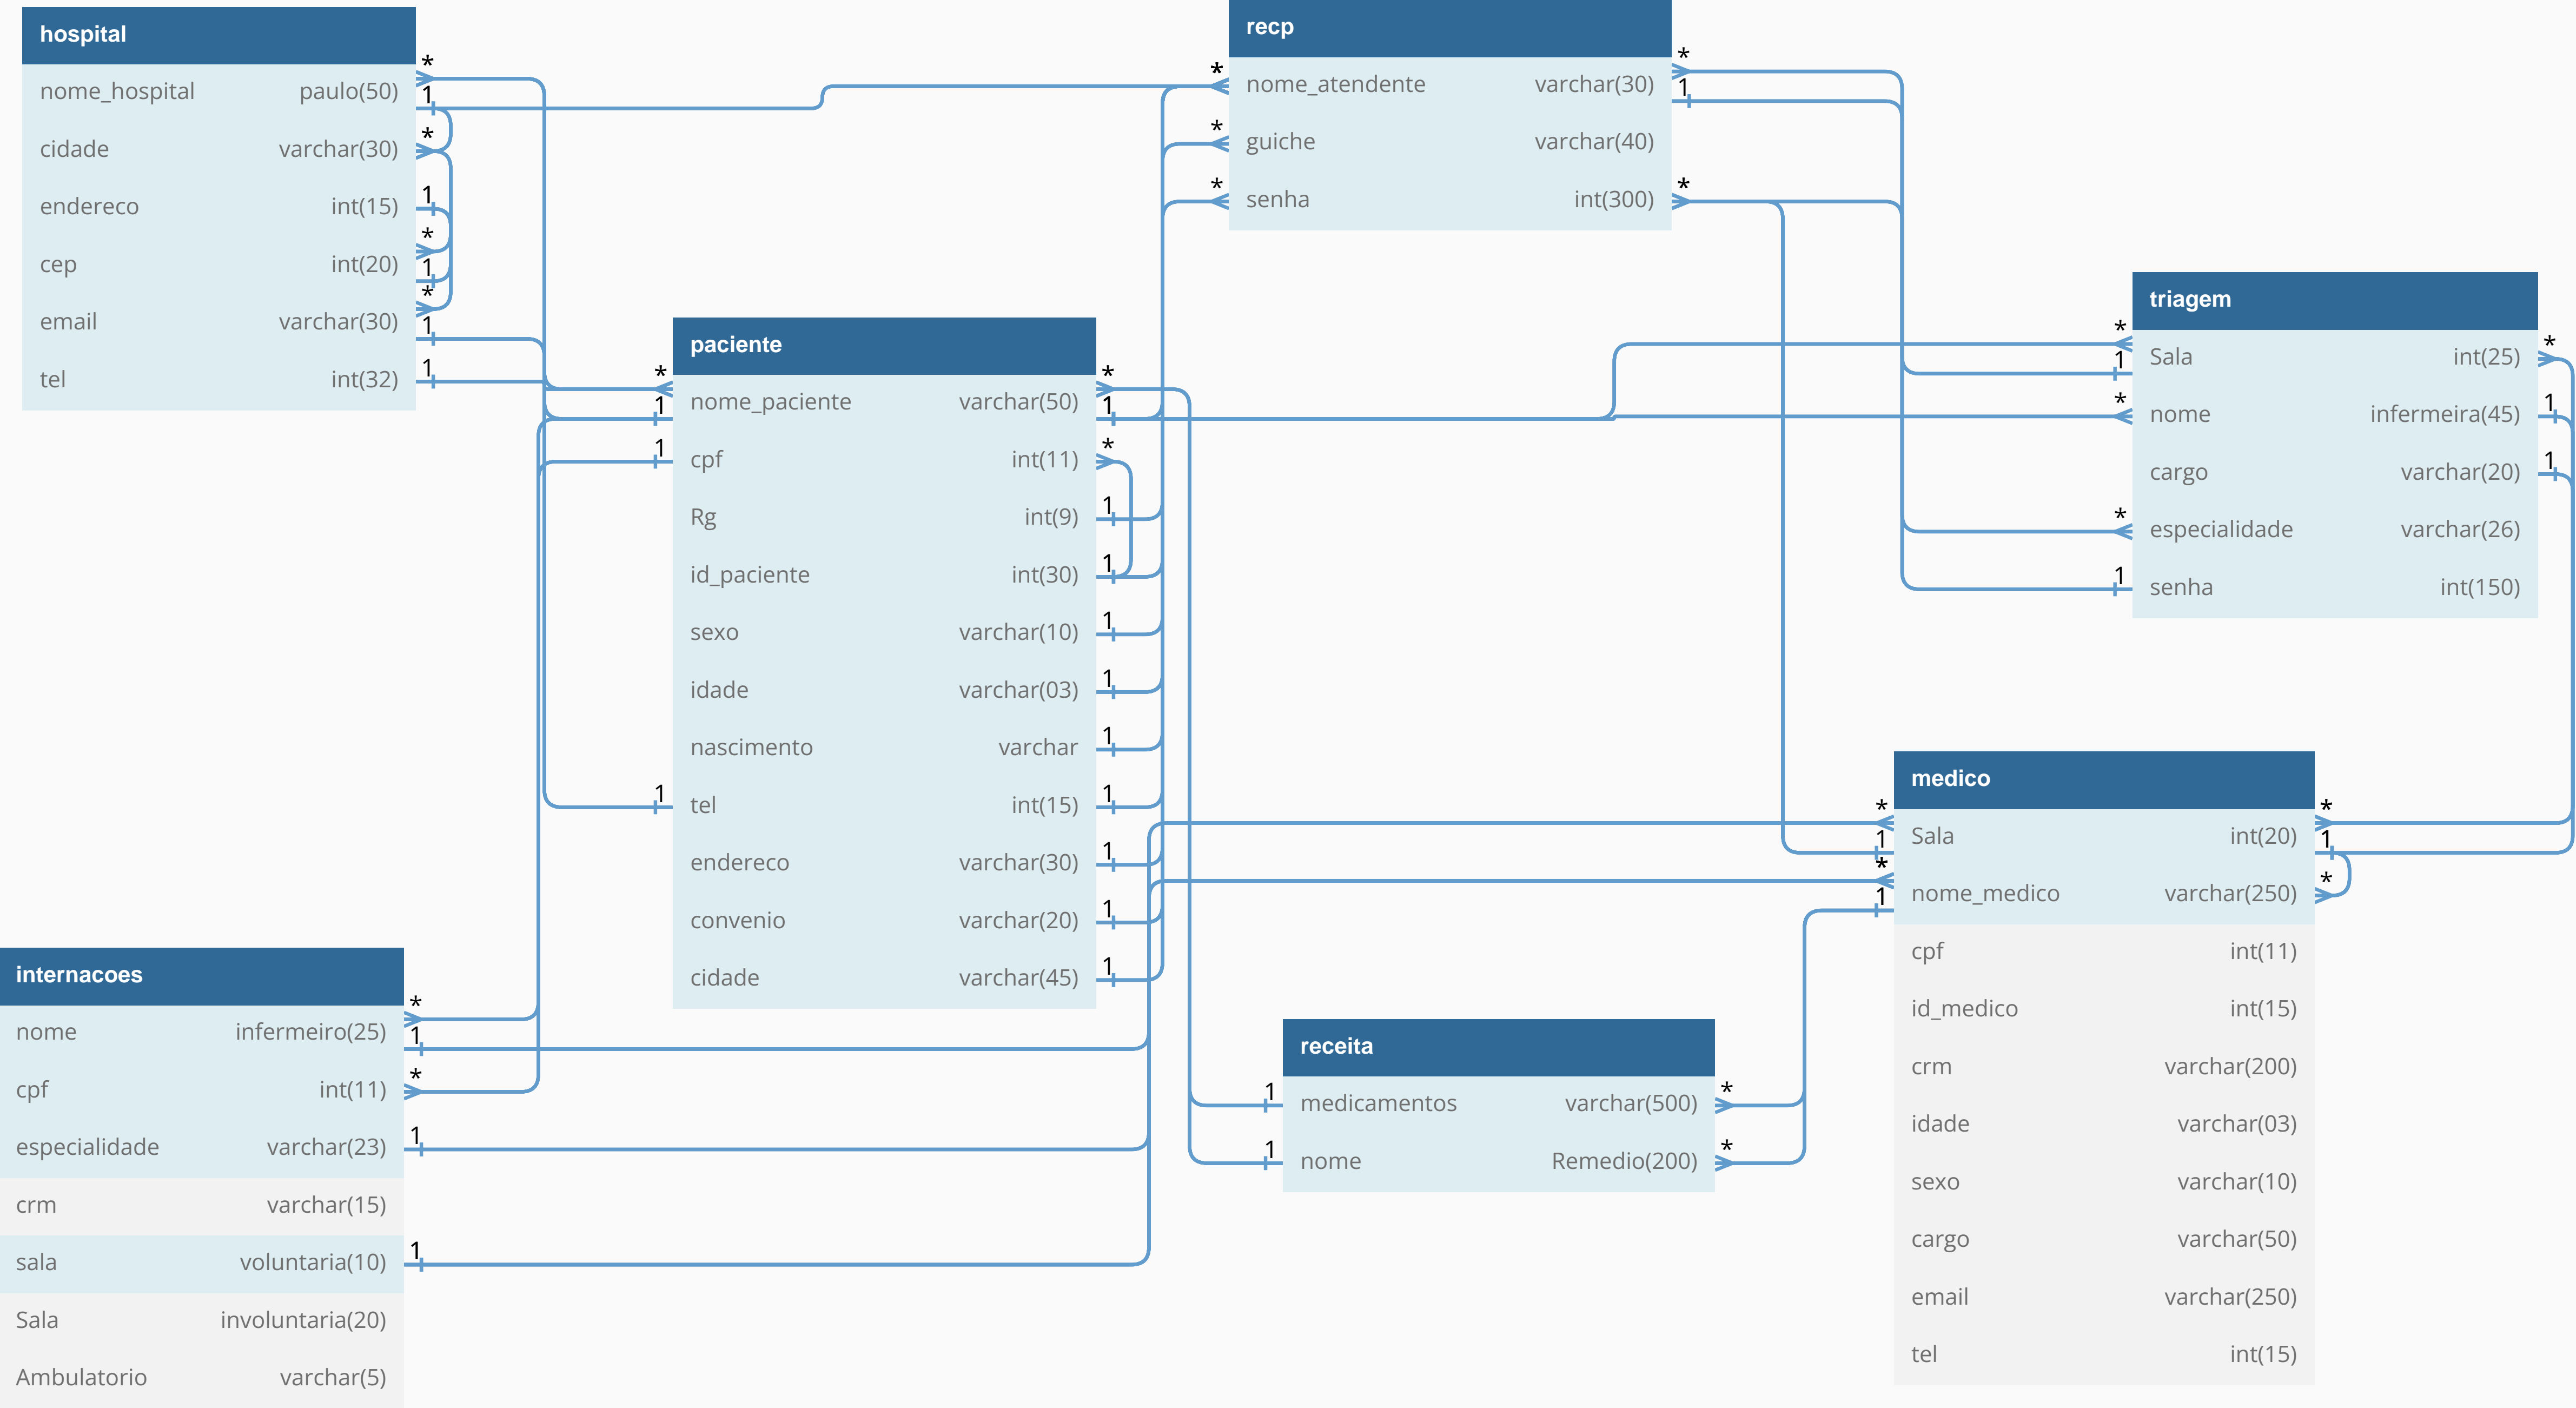 hospital
nome_hospital paulo(50)
cidade varchar(30)
endereco int(15)
cep int(20)
email varchar(30)
tel int(32)
recp
nome_atendente varchar(30)
guiche varchar(40)
senha int(300)
paciente
nome_paciente varchar(50)
cpf int(11)
Rg int(9)
id_paciente int(30)
sexo varchar(10)
idade varchar(03)
nascimento varchar
tel int(15)
endereco varchar(30)
convenio varchar(20)
cidade varchar(45)
triagem
Sala int(25)
nome infermeira(45)
cargo varchar(20)
especialidade varchar(26)
senha int(150)
medico
Sala int(20)
nome_medico varchar(250)
cpf int(11)
id_medico int(15)
crm varchar(200)
idade varchar(03)
sexo varchar(10)
cargo varchar(50)
email varchar(250)
tel int(15)
internacoes
nome infermeiro(25)
cpf int(11)
especialidade varchar(23)
crm varchar(15)
sala voluntaria(10)
Sala involuntaria(20)
Ambulatorio varchar(5)
receita
medicamentos varchar(500)
nome Remedio(200)